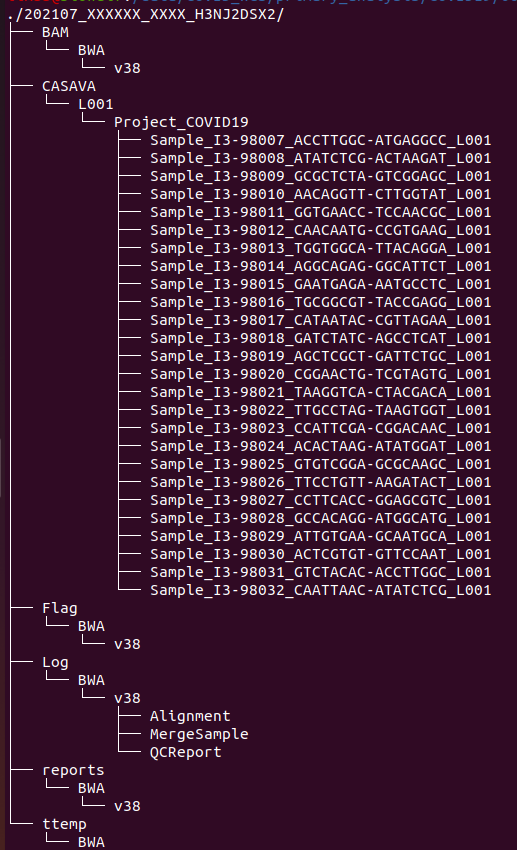 ./202107_XXXXXX_XXXX_H3NJ2DSX2/
BAM
BWA
v38
CASAVA
L001
Project_COVID19
Sample_I3-98007_ACCTTGGC-ATGAGGCC_L001
Sample_I3-98008_ATATCTCG-ACTAAGAT_L001
Sample_I3-98009_GCGCTCTA-GTCGGAGC_L001
Sample_I3-98010_AACAGGTT-CTTGGTAT_L001
Sample_I3-98011_GGTGAACC-TCCAACGC_L001
Sample_I3-98012_CAACAATG-CCGTGAAG_L001
Sample_I3-98013_TGGTGGCA-TTACAGGA_L001
Sample_I3-98014_AGGCAGAG-GGCATTCT_L001
Sample_I3-98015_GAATGAGA-AATGCCTC_L001
Sample_I3-98016_TGCGGCGT-TACCGAGG_L001
Sample_I3-98017_CATAATAC-CGTTAGAA_L001
Sample_I3-98018_GATCTATC-AGCCTCAT_L001
Sample_I3-98019_AGCTCGCT-GATTCTGC_L001
Sample_I3-98020_CGGAACTG-TCGTAGTG_L001
Sample_I3-98021_TAAGGTCA-CTACGACA_L001
Sample_I3-98022_TTGCCTAG-TAAGTGGT_L001
Sample_I3-98023_CCATTCGA-CGGACAAC_L001
Sample_I3-98024_ACACTAAG-ATATGGAT_L001
Sample_I3-98025_GTGTCGGA-GCGCAAGC_L001
Sample_I3-98026_TTCCTGTT-AAGATACT_L001
Sample_I3-98027_CCTTCACC-GGAGCGTC_L001
Sample_I3-98028_GCCACAGG-ATGGCATG_L001
Sample_I3-98029_ATTGTGAA-GCAATGCA_L001
Sample_I3-98030_ACTCGTGT-GTTCCAAT_L001
Sample_I3-98031_GTCTACAC-ACCTTGGC_L001
Sample_I3-98032_CAATTAAC-ATATCTCG_L001
Flag
BWA
v38
Log
BWA
v38
Alignment
MergeSample
QCReport
reports
BWA
v38
ttemp
BWA